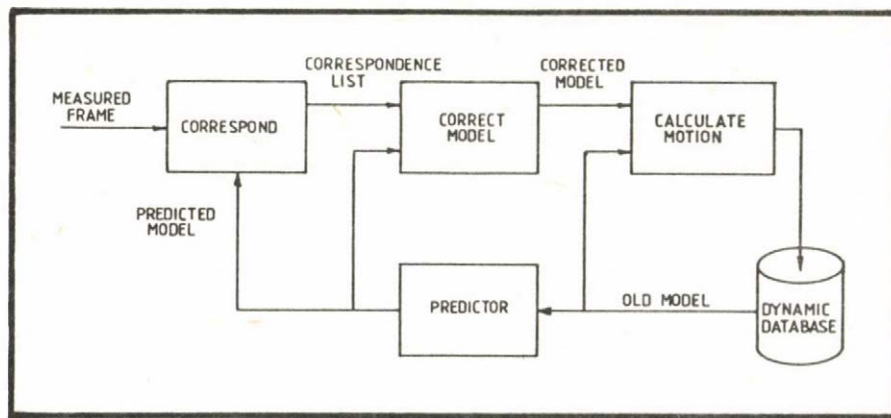 CORRESPONDENCE
LIST
CORRECTED
MODEL
MEASURED
FRAME
CORRESPOND
CORRECT
MODEL
CALCULATE
MOTION
PREDICTED
MODEL
PREDICTOR
OLD MODEL
DYNAMIC
DATABASE